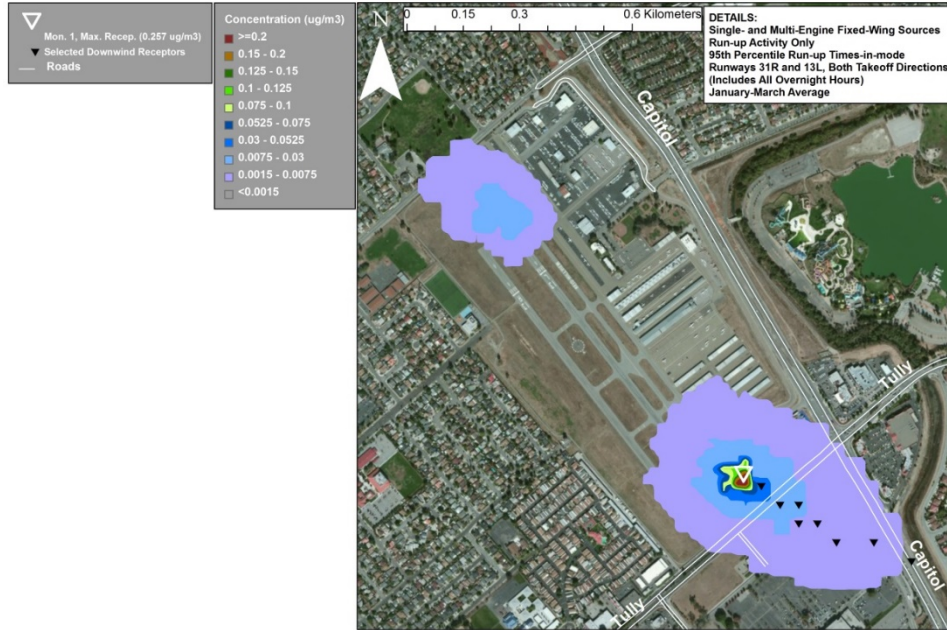 Mon. 1, Max. Recep. (0.257 ug/m3)
Selected Downwind Receptors
Roads
Concentration (ug/m3)
>=0.2
0.15 - 0.2
0.125 - 0.15
0.1 - 0.125
0.075 - 0.1
0.0525 - 0.075
0.03 - 0.0525
0.0075 - 0.03
0.0015 - 0.0075
<0.0015
N
0 0.15 0.3 0.6 Kilometers
DETAILS:
Single- and Multi-Engine Fixed-Wing Sources
Run-up Activity Only
95th Percentile Run-up Times-in-mode
Runways 31R and 13L, Both Takeoff Directions
(Includes All Overnight Hours)
January-March Average
Capitol
Tully
Capitol
Tully